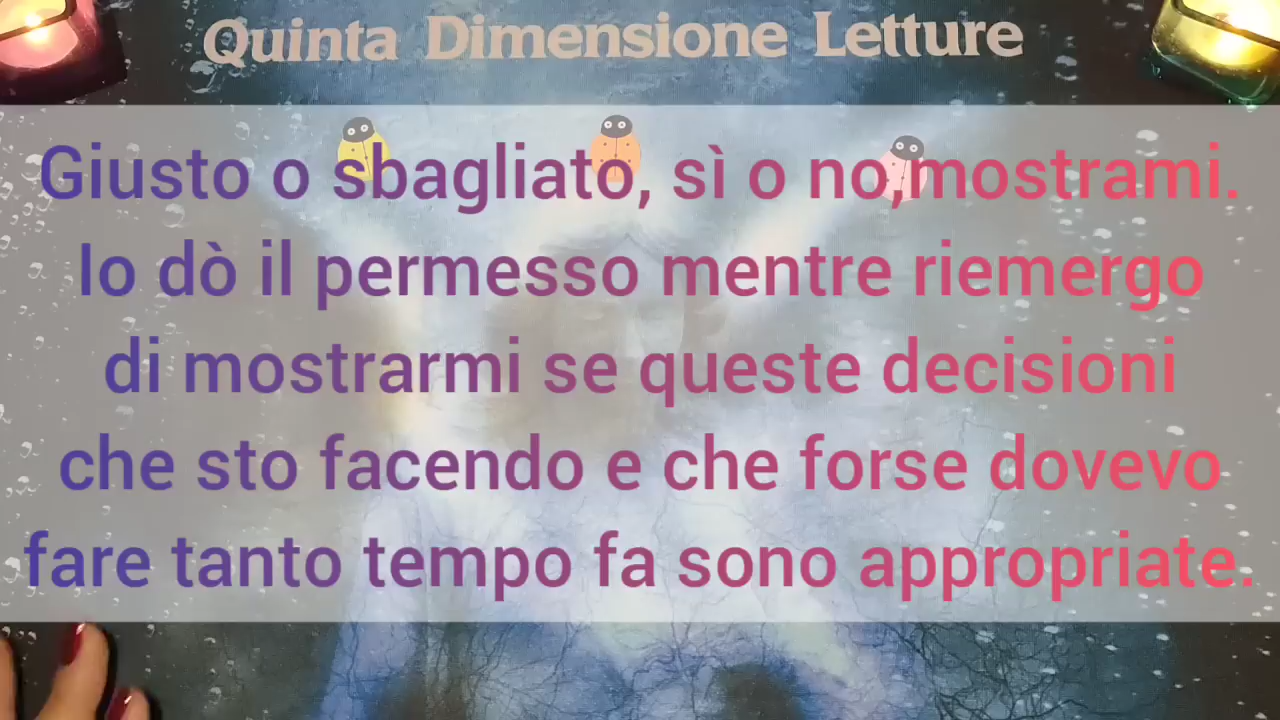 Quinta Dimensione Letture
Giusto o sbagliato, sì o no,mostrami.
Io dò il permesso mentre riemergo
di mostrarmi se queste decisioni
che sto facendo e che forse dovevo
fare tanto tempo fa sono appropriate.